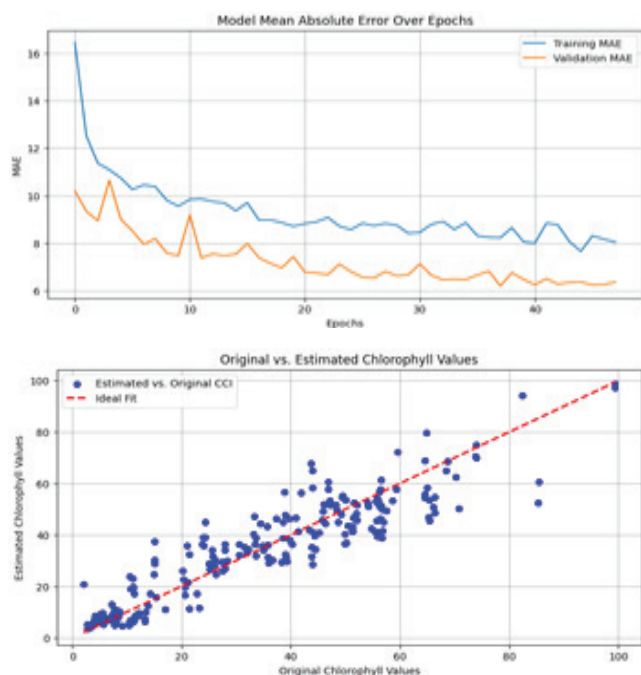 Model Mean Absolute Error Over Epochs
Training MAE
Validation MAE
MAE
16
14
12
10
8
6
0
10
20
30
40
Epochs
Original vs. Estimated Chlorophyll Values
Estimated vs. Original CCI
Ideal Fit
Estimated Chlorophyll Values
100
80
60
40
20
0
0
20
40
60
80
100
Original Chlorophyll Values